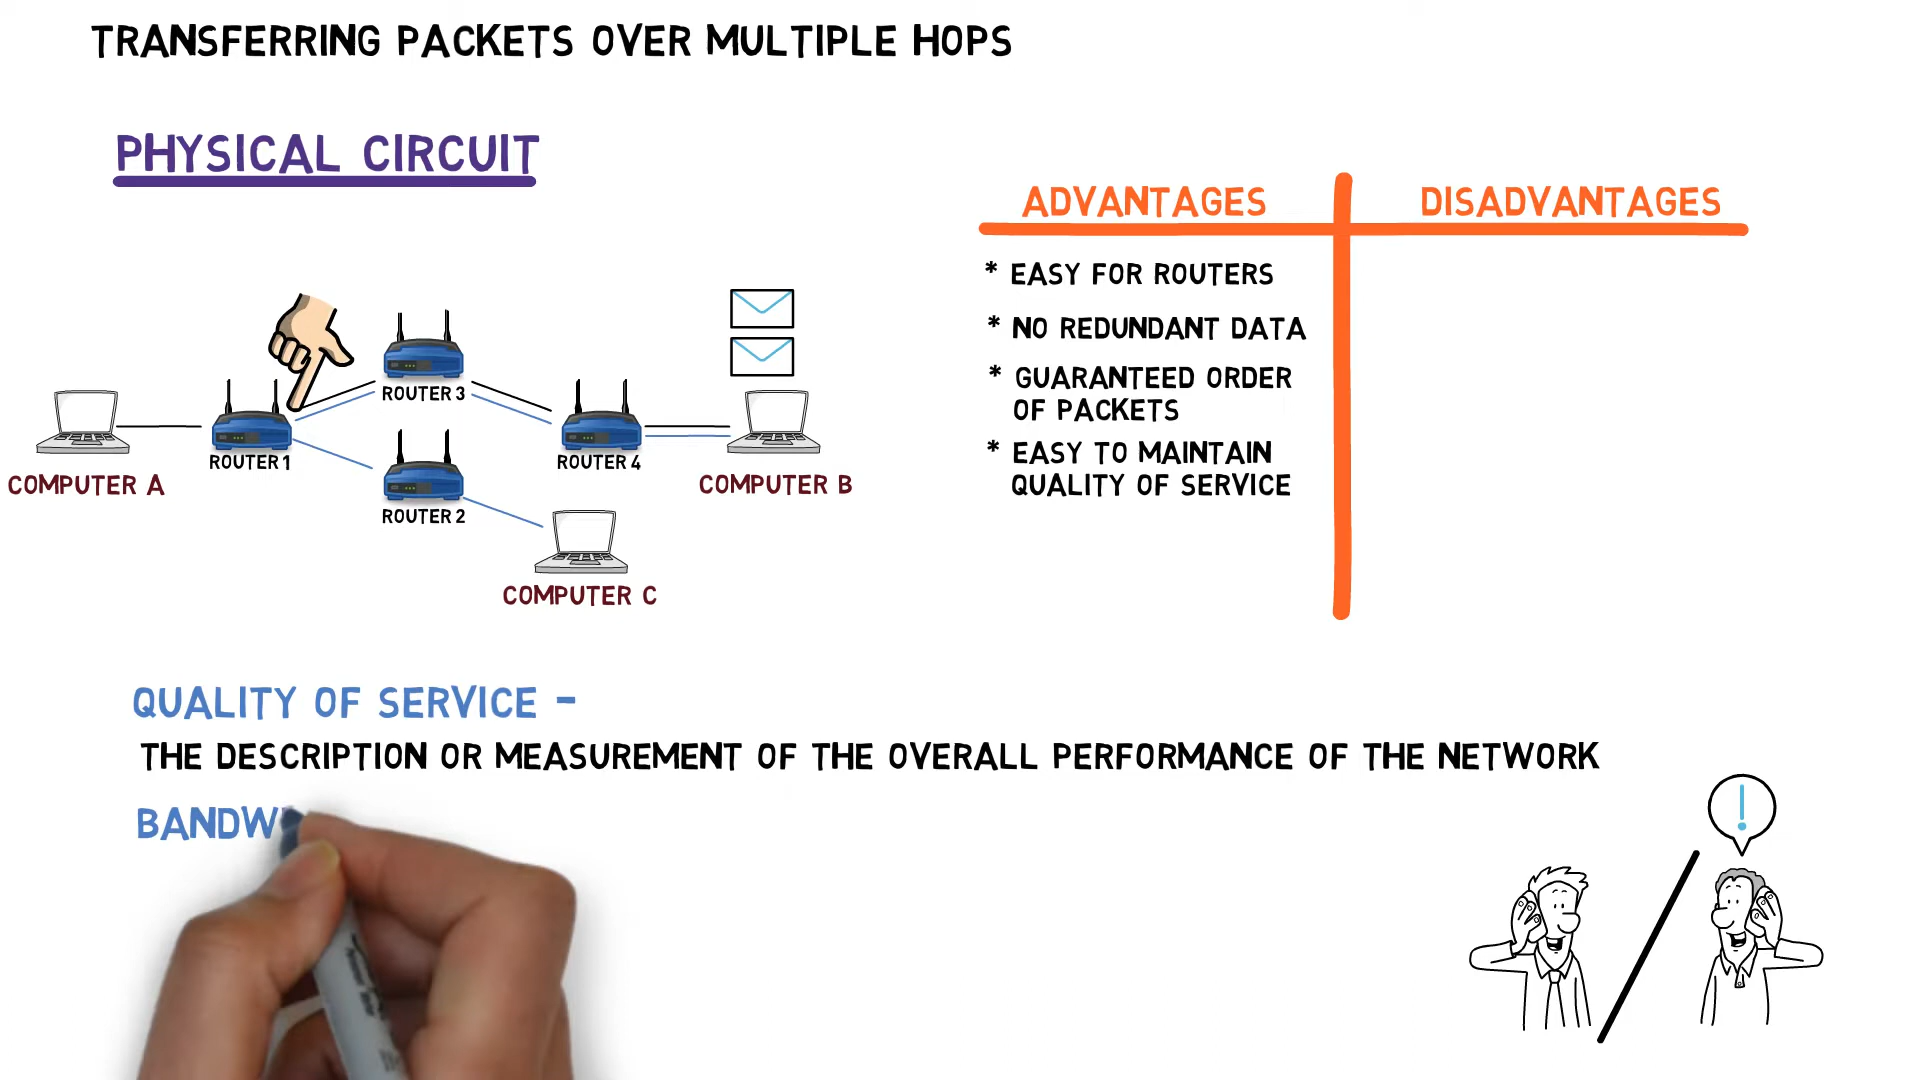 TRANSFERRING PACKETS OVER MULTIPLE HOPS
PHYSICAL CIRCUIT
ADVANTAGES
DISADVANTAGES
* EASY FOR ROUTERS
* NO REDUNDANT DATA
* GUARANTEED ORDER
OF PACKETS
* EASY TO MAINTAIN
QUALITY OF SERVICE
ROUTER 3
ROUTER 1
ROUTER 4
COMPUTER A
COMPUTER B
ROUTER 2
COMPUTER C
QUALITY OF SERVICE -
THE DESCRIPTION OR MEASUREMENT OF THE OVERALL PERFORMANCE OF THE NETWORK
BANDW
!